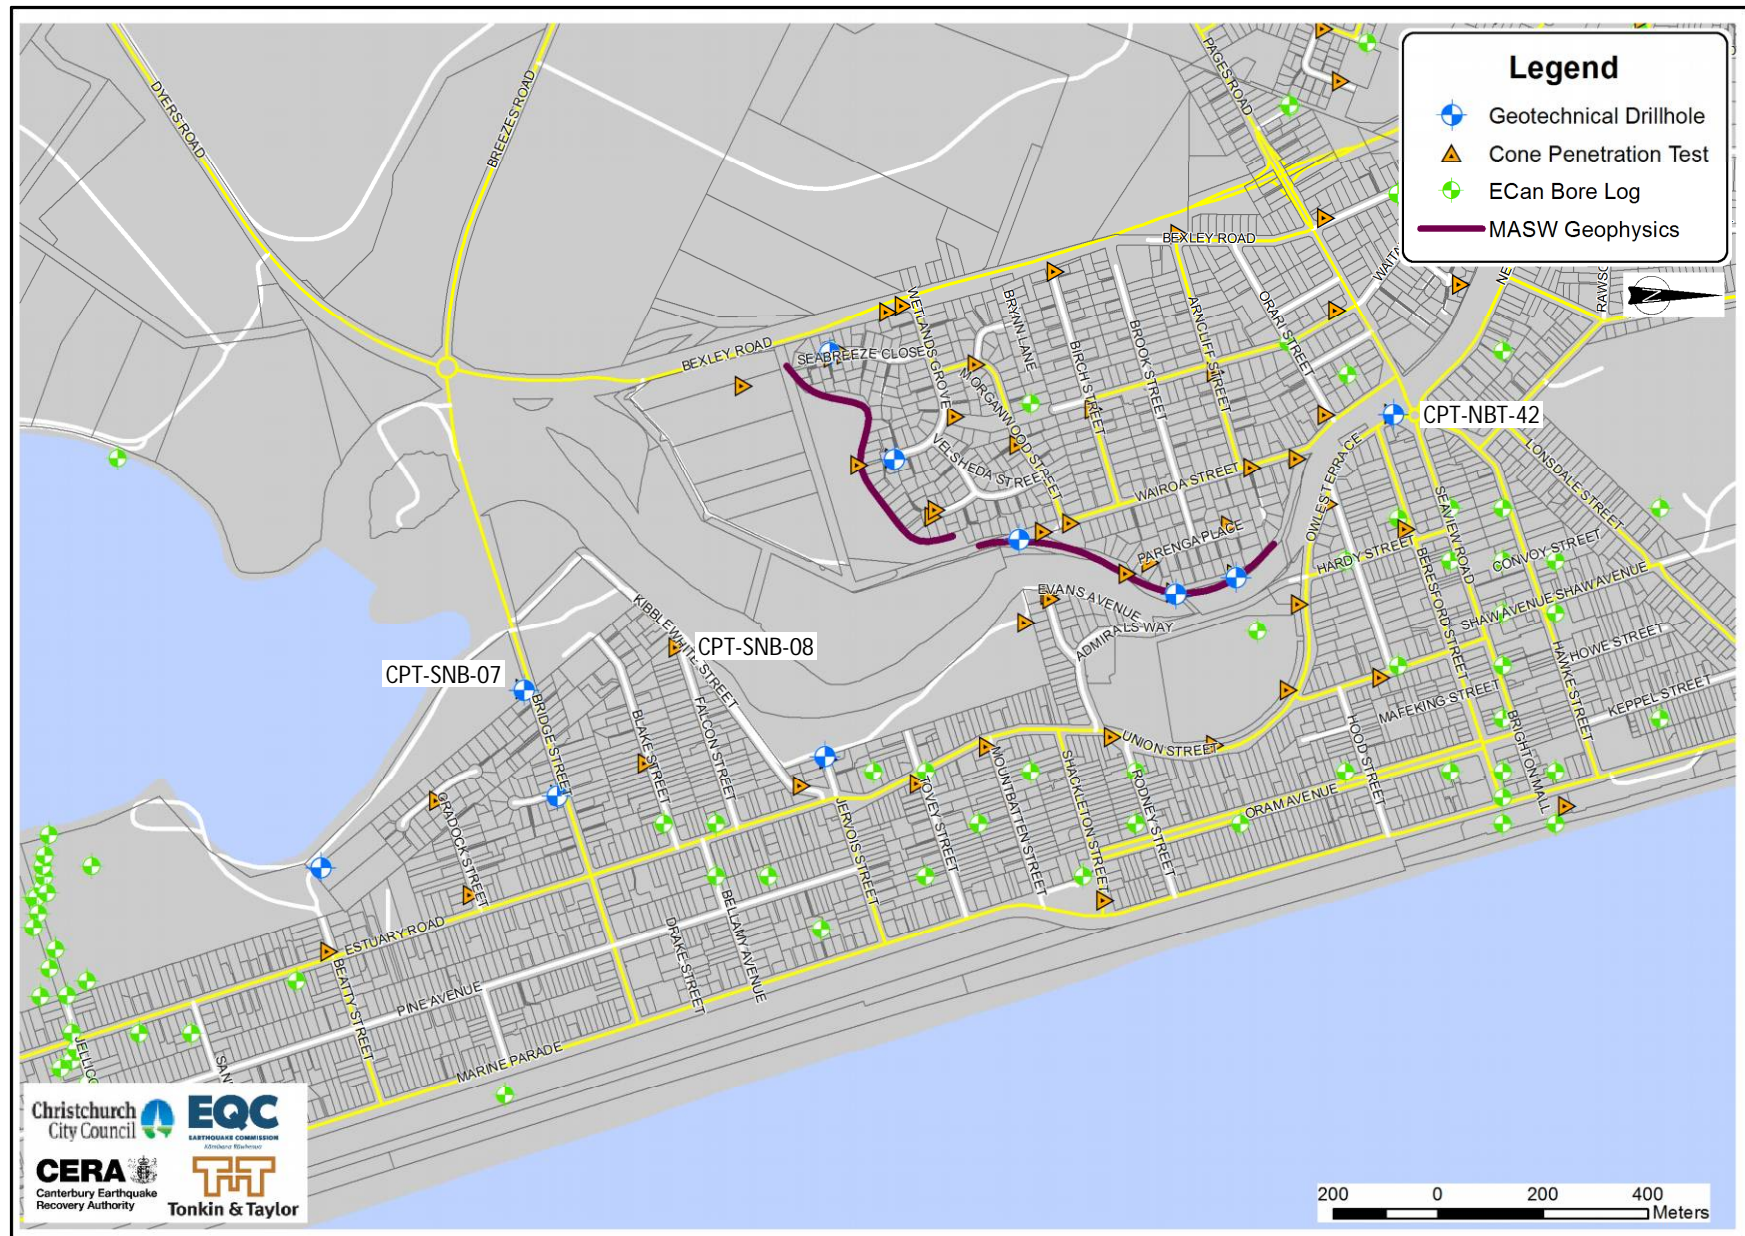 Legend
Geotechnical Drillhole
Cone Penetration Test
ECan Bore Log
MASW Geophysics
N
DYERS ROAD
BREEZES ROAD
PAGES ROAD
BEXLEY ROAD
BEXLEY ROAD
SEABREEZE CLOSE
WETLANDS GROVE
BRYNN LANE
MORGANWOOD STREET
VELSHEDA STREET
BIRCH STREET
BROOK STREET
ARNCLIFF STREET
ORARI STREET
WAIROA STREET
PARENGA PLACE
OWLES TERRACE
CPT-NBT-42
LONSDALE STREET
SEAVIEW ROAD
HARDY STREET
BERESFORD STREET
CONVOY STREET
SHAW AVENUE
SHAW AVENUE
HAWKE STREET
HOWE STREET
KEPPEL STREET
MAFEKING STREET
BRIGHTON MALL
HOOD STREET
EVANS AVENUE
ADMIRALS WAY
UNION STREET
ORAM AVENUE
RODNEY STREET
SHACKLETON STREET
MOUNTBATTEN STREET
TOVEY STREET
JERVOIS STREET
KIBBLEWHITE STREET
CPT-SNB-08
CPT-SNB-07
FALCON STREET
BLAKE STREET
BRIDGE STREET
CRADOCK STREET
ESTUARY ROAD
BEATTY STREET
PINE AVENUE
DRAKE STREET
BELLAMY AVENUE
MARINE PARADE
Christchurch
City Council
EQC
EARTHQUAKE COMMISSION
CERA
Canterbury Earthquake
Recovery Authority
T+T
Tonkin & Taylor
200 0 200 400
Meters